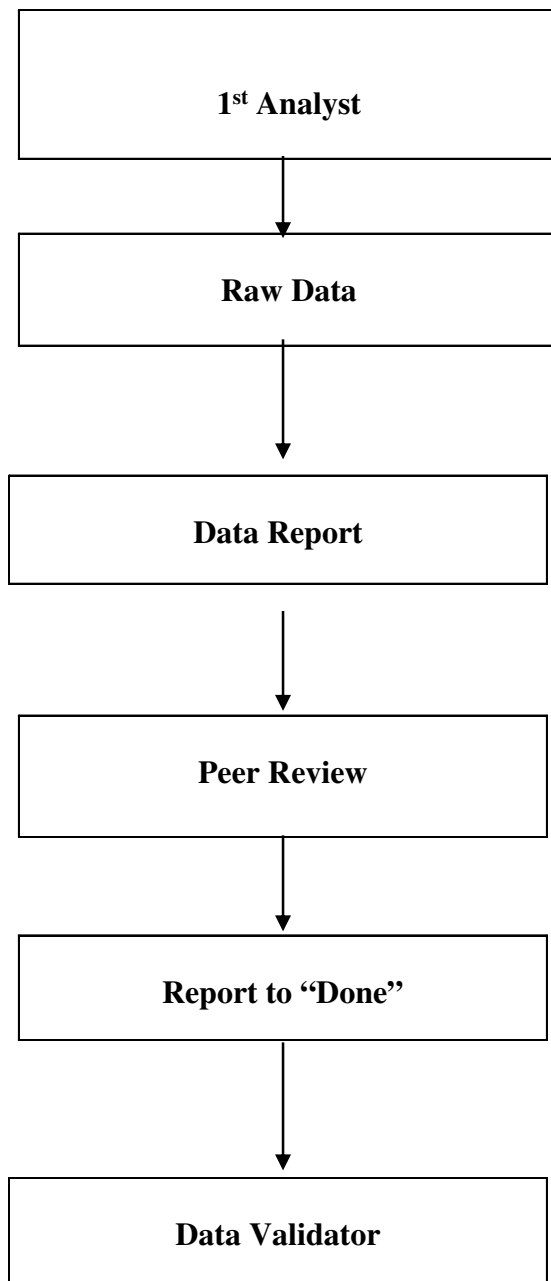 1st Analyst
Raw Data
Data Report
Peer Review
Report to “Done”
Data Validator